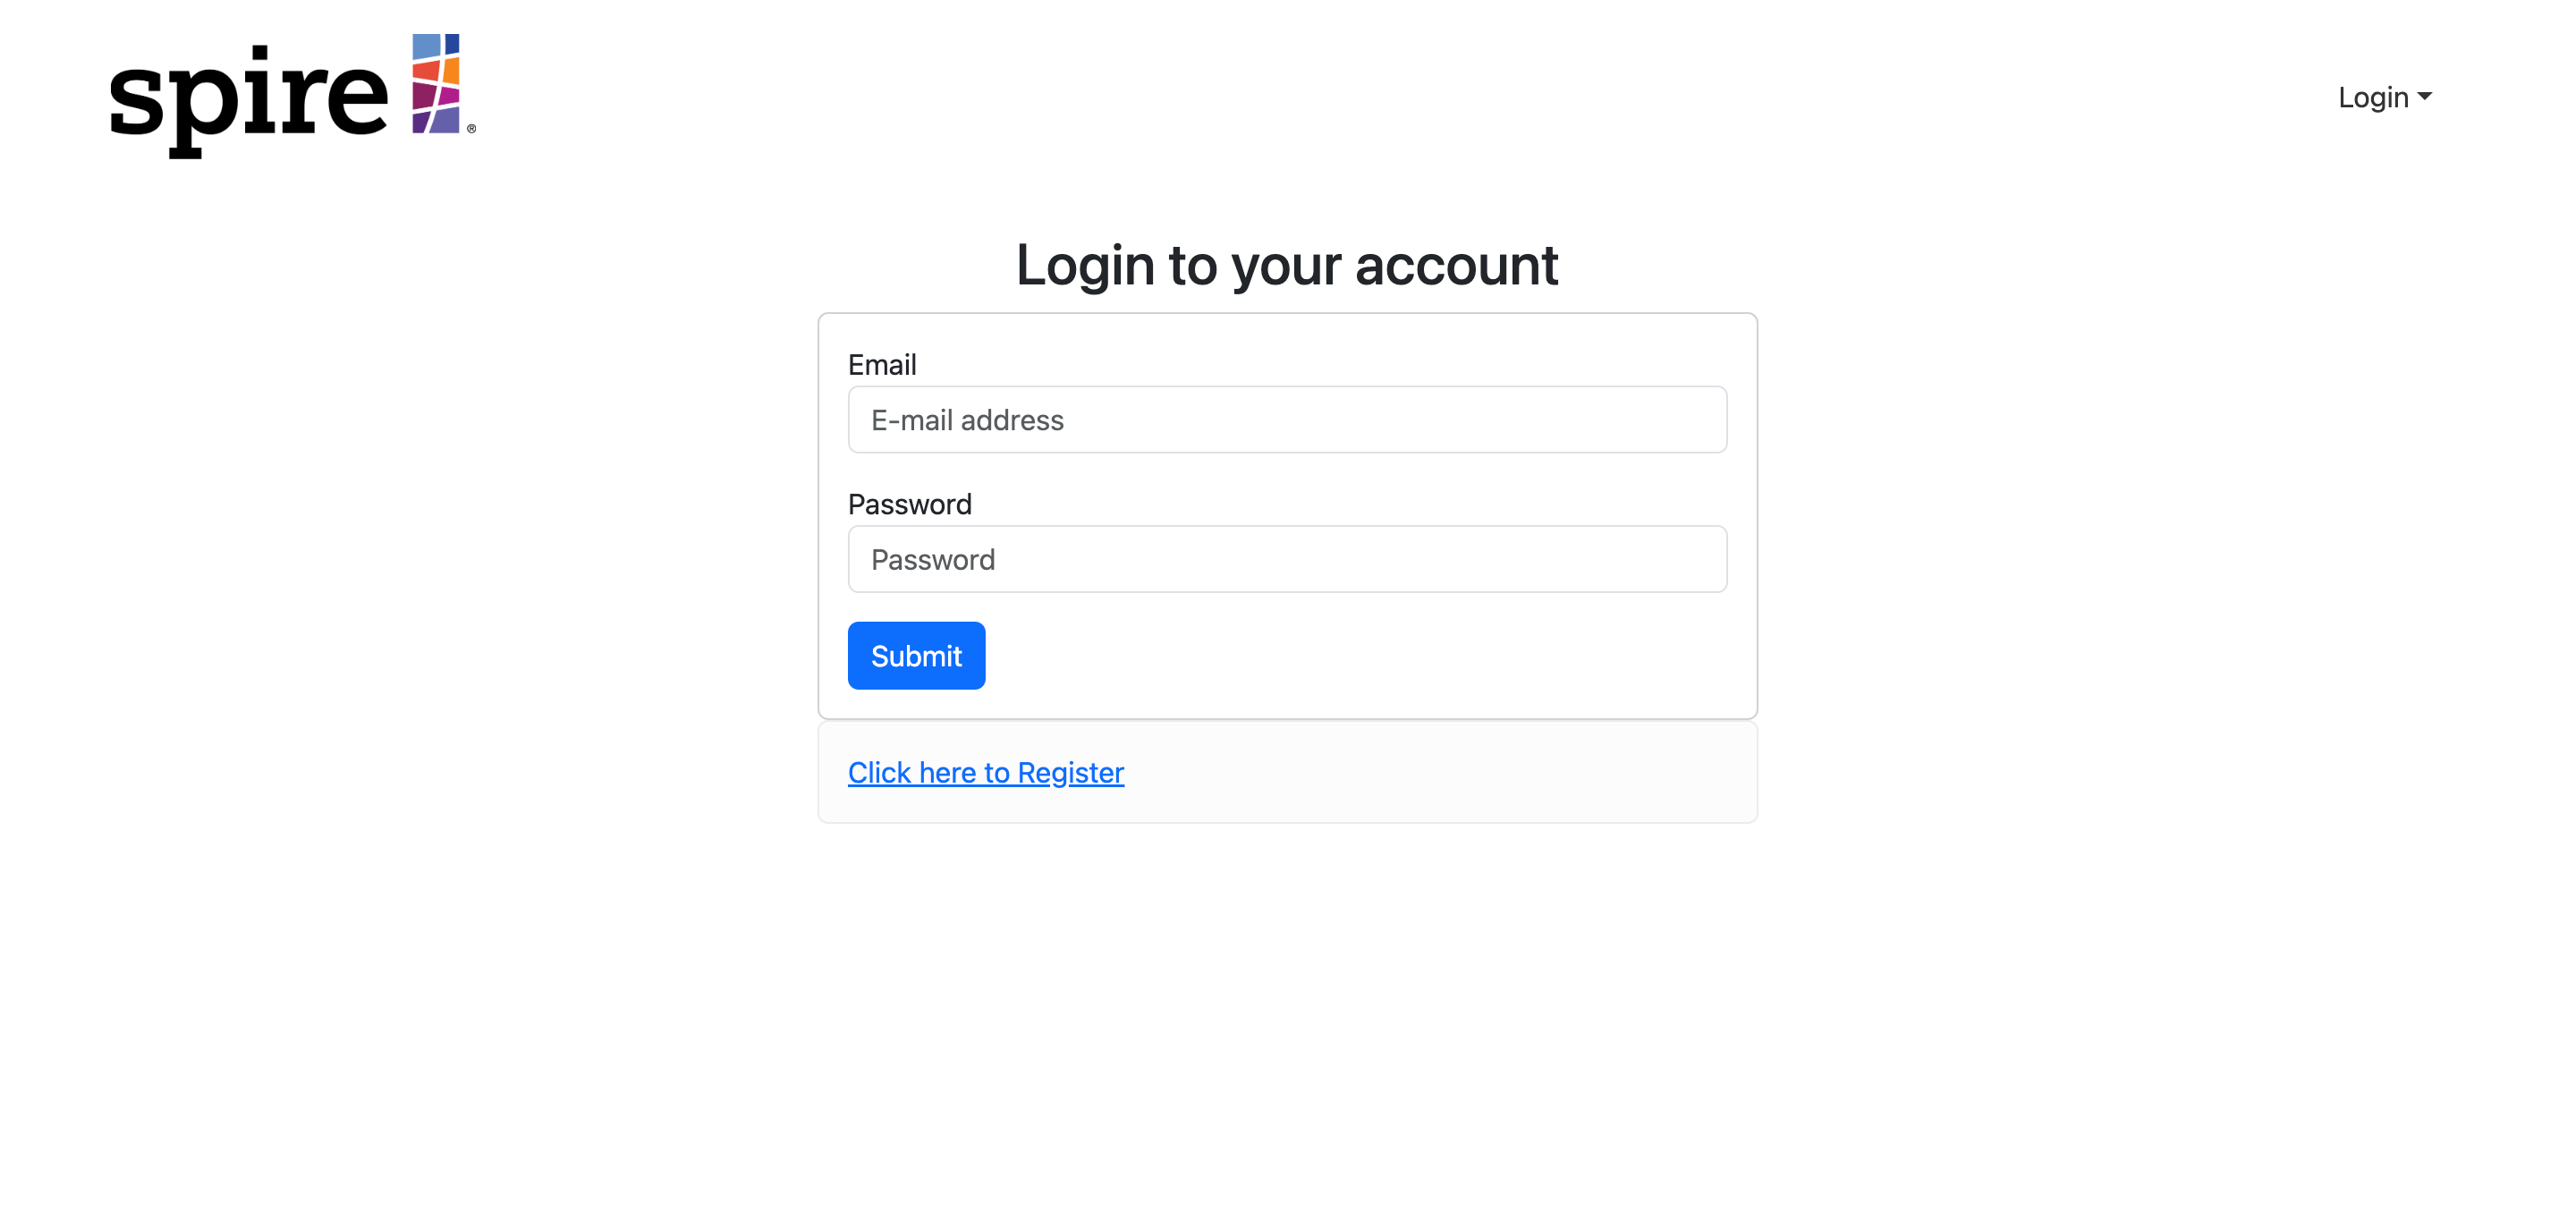 spire ®
Login
Login to your account
Email
E-mail address
Password
Password
Submit
Click here to Register